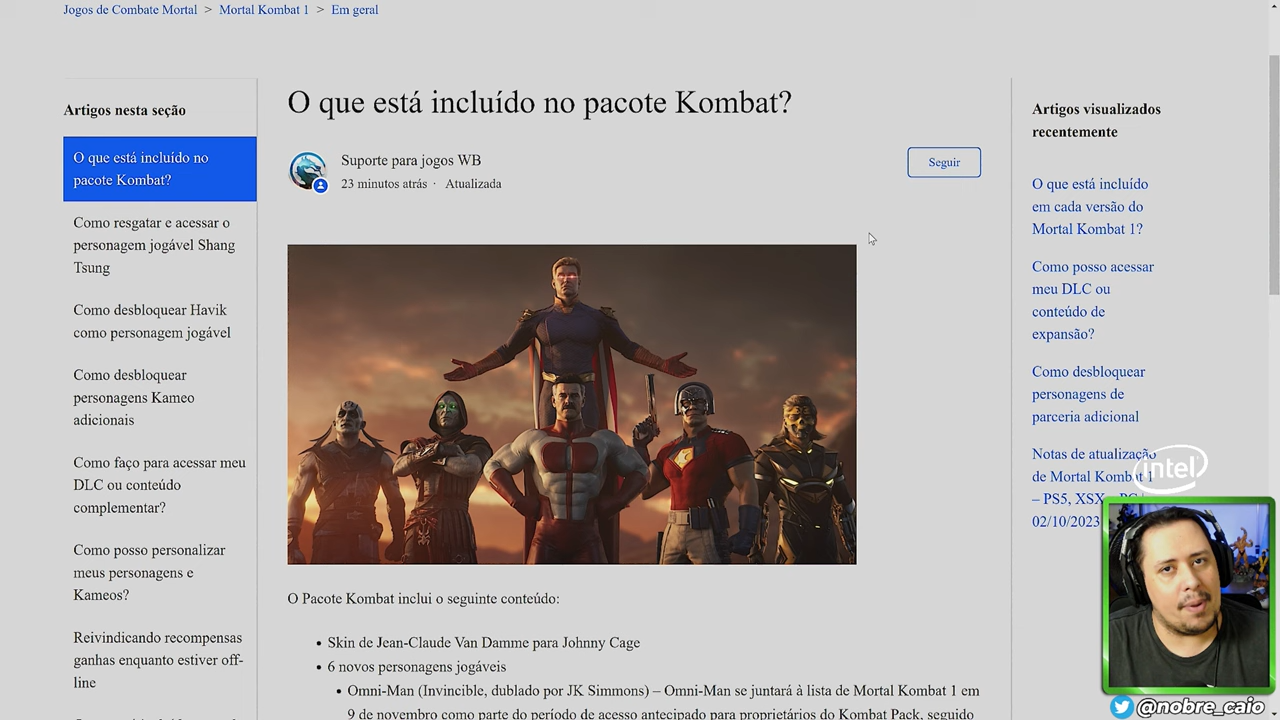 Jogos de Combate Mortal > Mortal Kombat 1 > Em geral
Artigos nesta seção
O que está incluído no
pacote Kombat?
Como resgatar e acessar o
personagem jogável Shang
Tsung
Como desbloquear Havik
como personagem jogável
Como desbloquear
personagens Kameo
adicionais
Como faço para acessar meu
DLC ou conteúdo
complementar?
Como posso personalizar
meus personagens e
Kameos?
Reivindicando recompensas
ganhas enquanto estiver off-
line
O que está incluído no pacote Kombat?
Suporte para jogos WB
23 minutos atrás · Atualizada
Seguir
O Pacote Kombat inclui o seguinte conteúdo:
• Skin de Jean-Claude Van Damme para Johnny Cage
• 6 novos personagens jogáveis
• Omni-Man (Invincible, dublado por JK Simmons) – Omni-Man se juntará à lista de Mortal Kombat 1 em
9 de novembro como parte do período de acesso antecipado para proprietários do Kombat Pack, seguido
Artigos visualizados
recentemente
O que está incluído
em cada versão do
Mortal Kombat 1?
Como posso acessar
meu DLC ou
conteúdo de
expansão?
Como desbloquear
personagens de
parceria adicional
Notas de atualização
de Mortal Kombat 1
– PS5, XSX
02/10/2023
intel
@nobre_caio